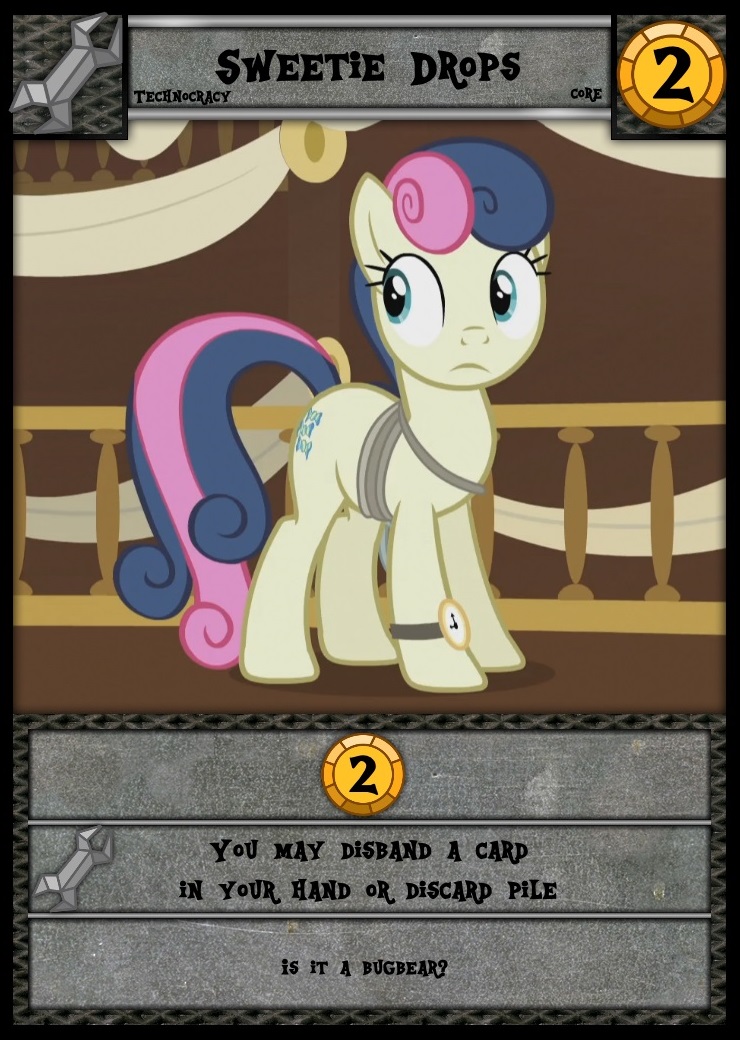 Sweetie Drops
Technocracy
Core
2
2
You may disband a card
in your hand or discard pile
is it a bugbear?